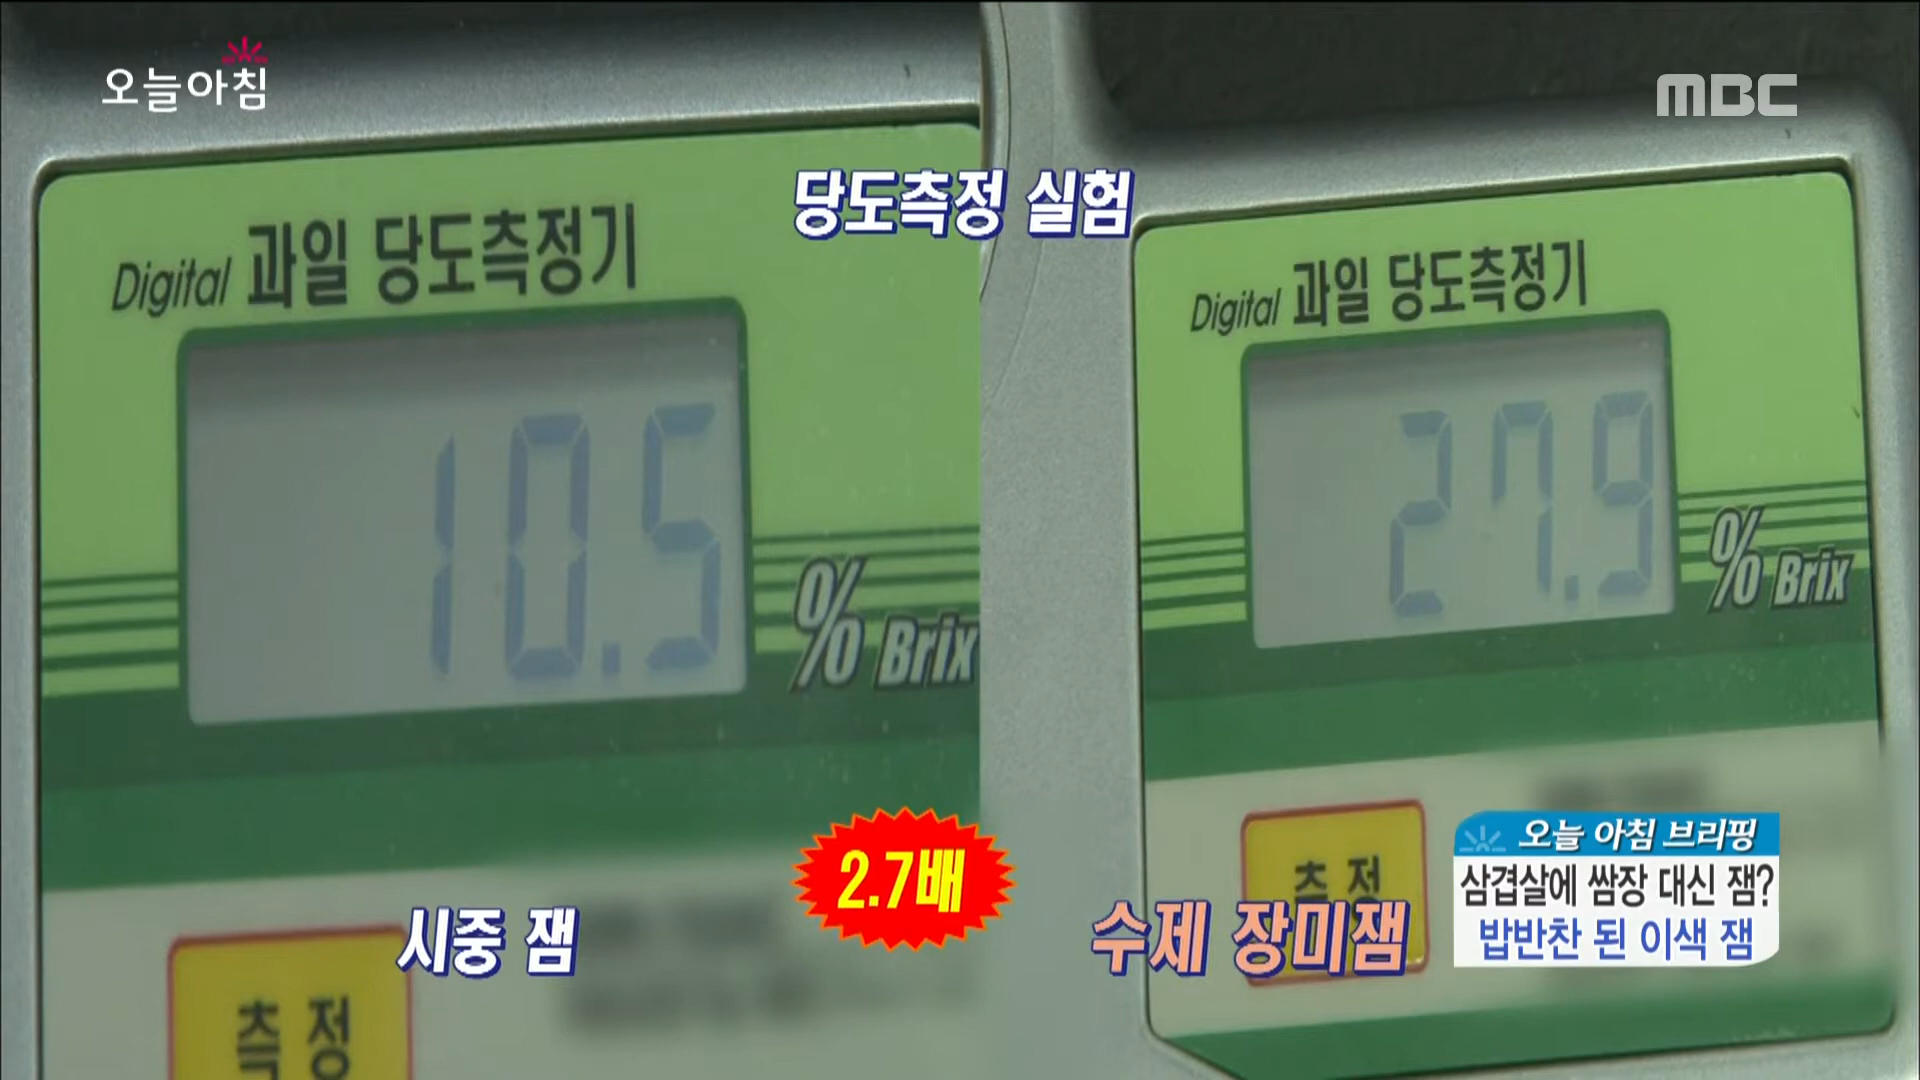 오늘아침
MBC
당도측정 실험
Digital 과일 당도측정기
10.5
% Brix
Digital 과일 당도측정기
27.9
% Brix
측정
측정
시중 잼
2.7배
수제 장미잼
오늘 아침 브리핑
삼겹살에 쌈장 대신 잼?
밥반찬 된 이색 잼